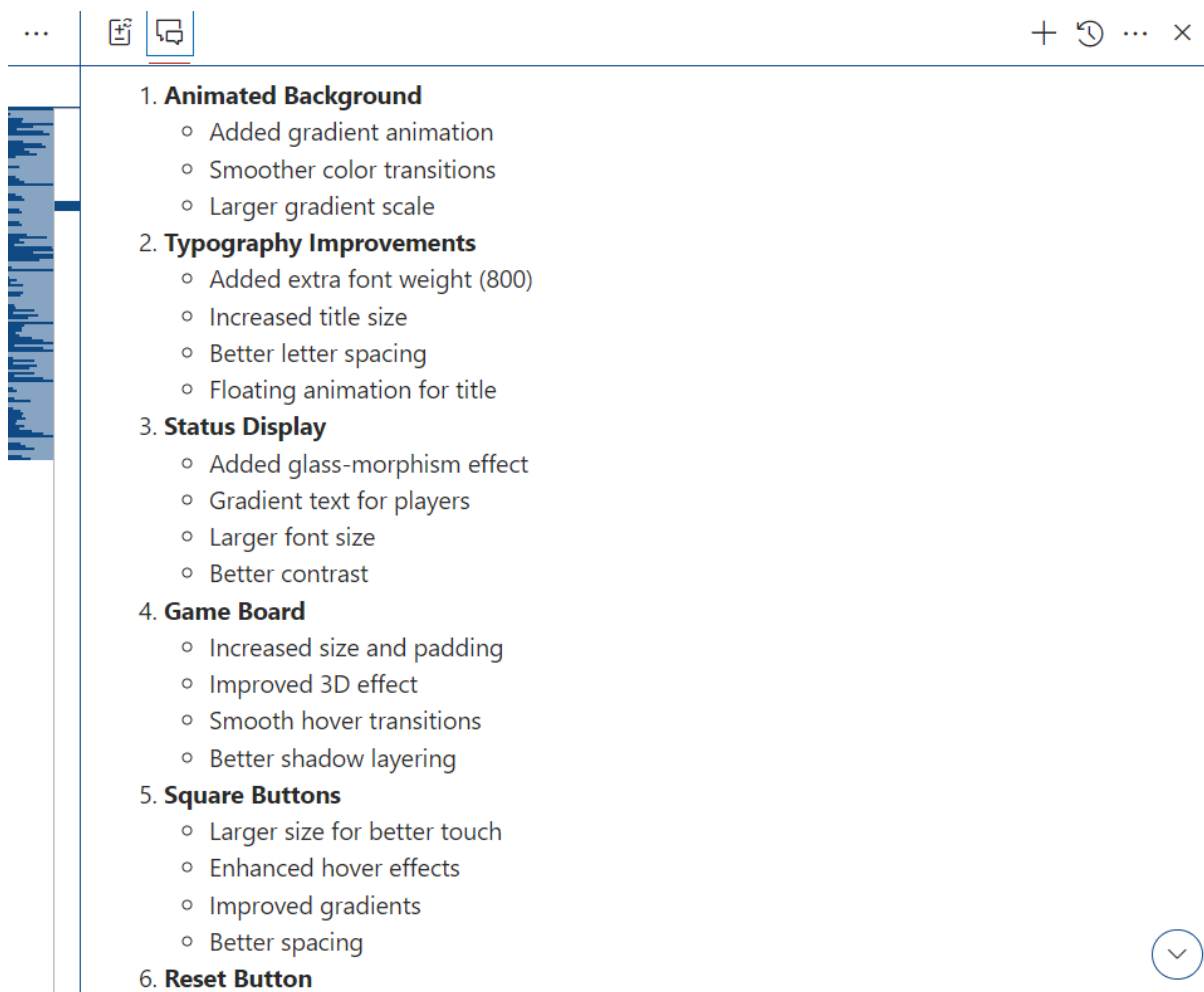 1. Animated Background
◦ Added gradient animation
◦ Smoother color transitions
◦ Larger gradient scale
2. Typography Improvements
◦ Added extra font weight (800)
◦ Increased title size
◦ Better letter spacing
◦ Floating animation for title
3. Status Display
◦ Added glass-morphism effect
◦ Gradient text for players
◦ Larger font size
◦ Better contrast
4. Game Board
◦ Increased size and padding
◦ Improved 3D effect
◦ Smooth hover transitions
◦ Better shadow layering
5. Square Buttons
◦ Larger size for better touch
◦ Enhanced hover effects
◦ Improved gradients
◦ Better spacing
6. Reset Button